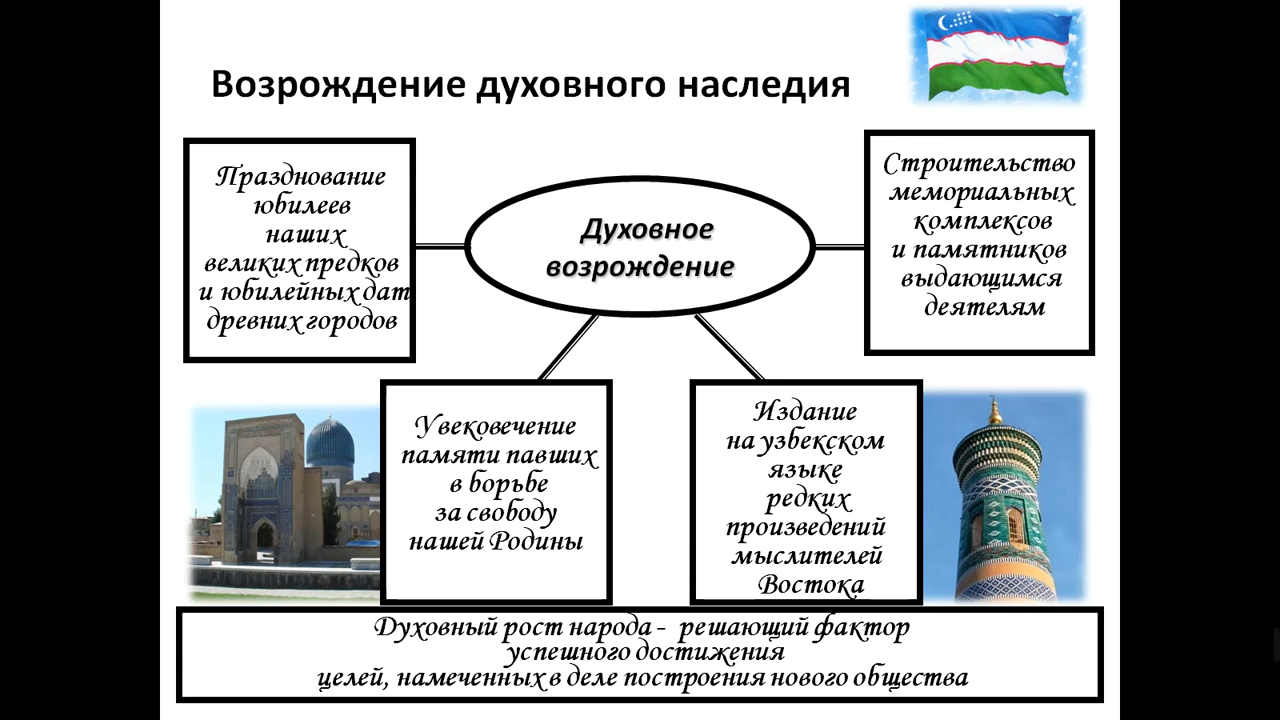 Возрождение духовного наследия
Празднование
юбилеев
наших
великих предков
и юбилейных дат
древних городов
Духовное
возрождение
Строительство
мемориальных
комплексов
и памятников
выдающимся
деятелям
Увековечение
памяти павших
в борьбе
за свободу
нашей Родины
Издание
на узбекском
языке
редких
произведений
мыслителей
Востока
Духовный рост народа - решающий фактор
успешного достижения
целей, намеченных в деле построения нового общества